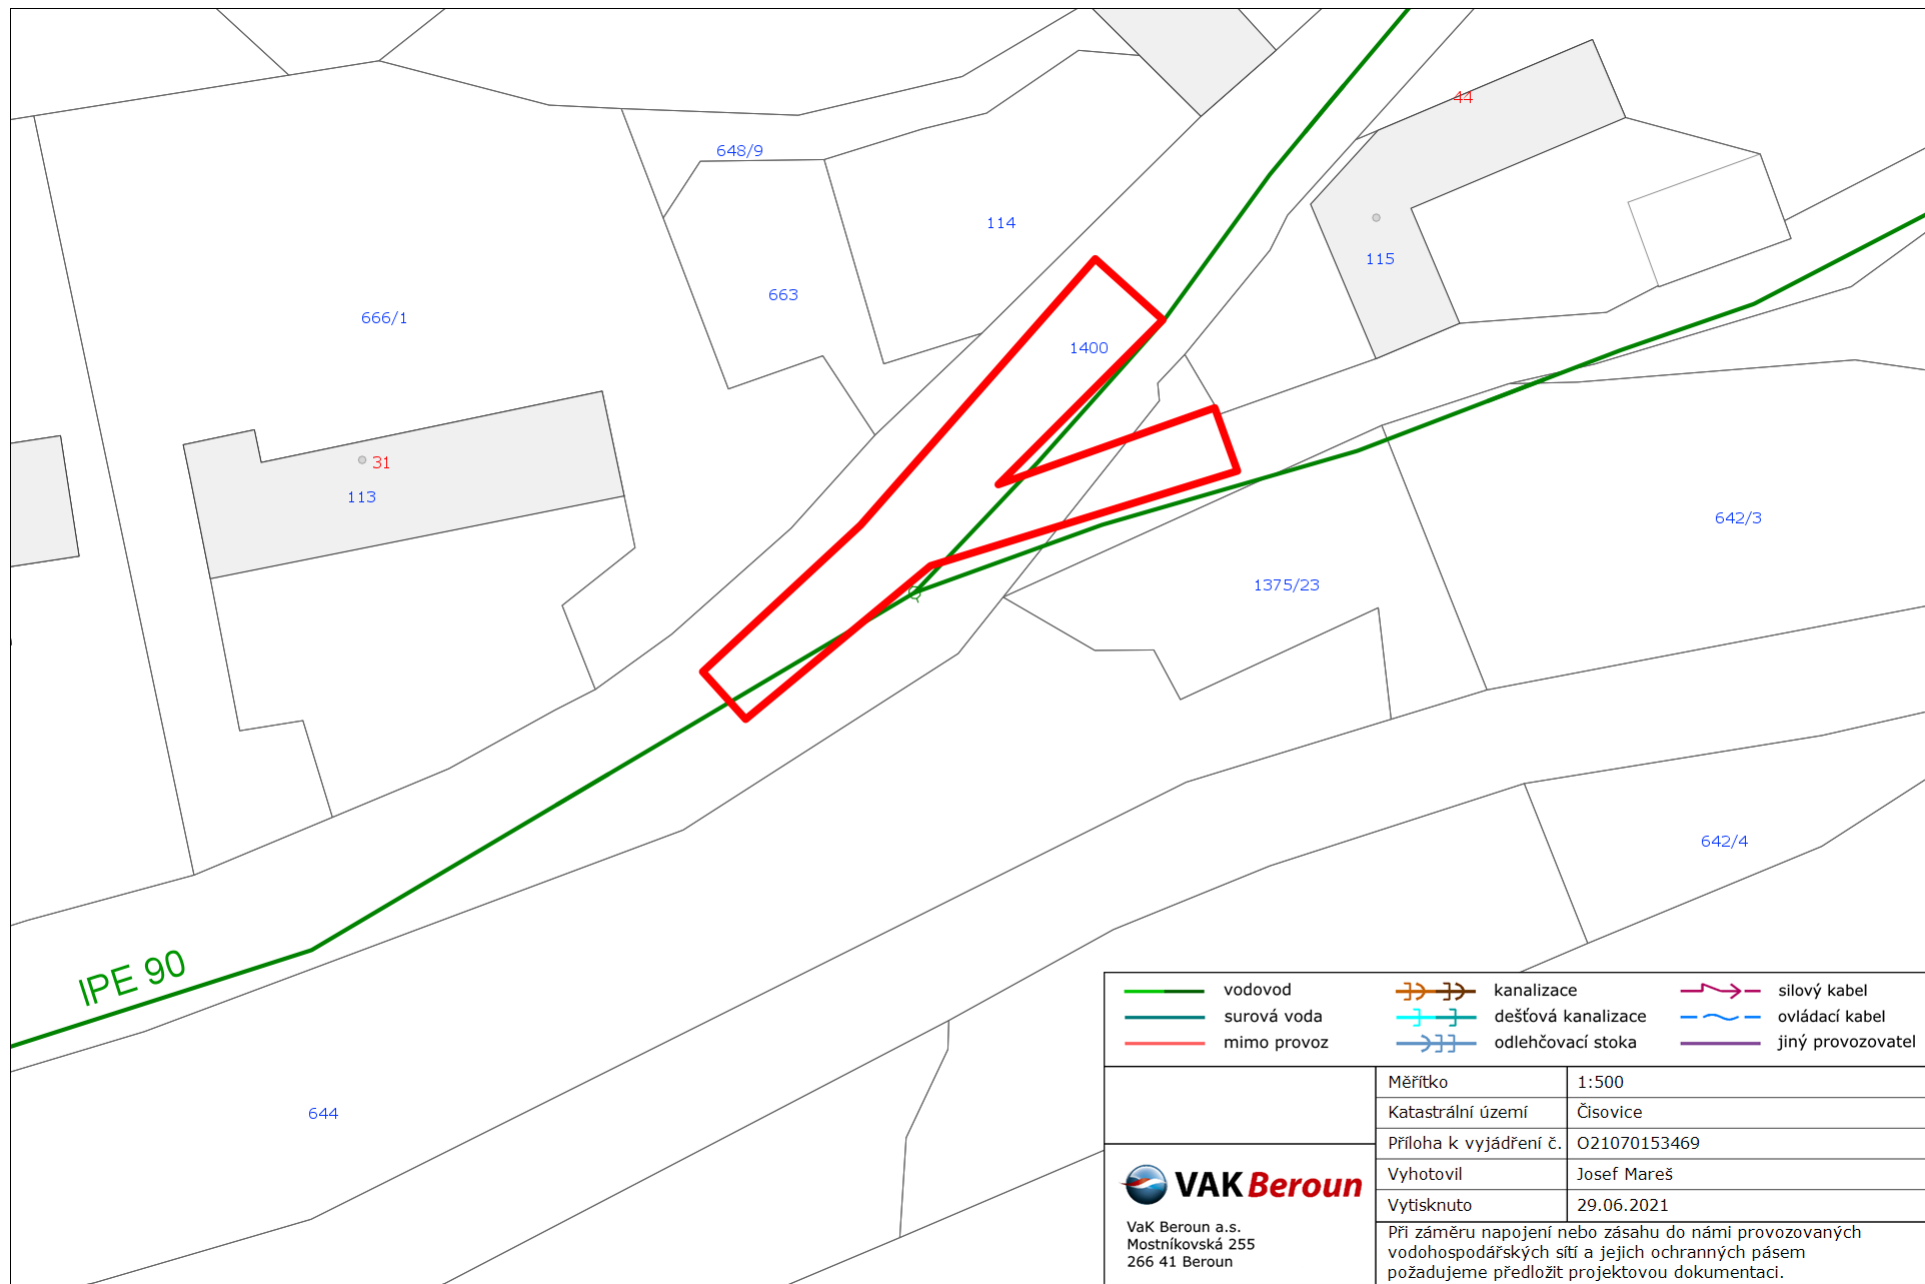 44
648/9
114
115
663
666/1
1400
31
113
642/3
1375/23
642/4
IPE 90
644
vodovod
surová voda
mimo provoz
kanalizace
dešťová kanalizace
odlehčovací stoka
silový kabel
ovládací kabel
jiný provozovatel
Měřítko 1:500
Katastrální území Čisovice
Příloha k vyjádření č. O21070153469
Vyhotovil Josef Mareš
Vytisknuto 29.06.2021
VAK Beroun
VaK Beroun a.s.
Mostníkovská 255
266 41 Beroun
Při záměru napojení nebo zásahu do námi provozovaných
vodohospodářských sítí a jejich ochranných pásem
požadujeme předložit projektovou dokumentaci.